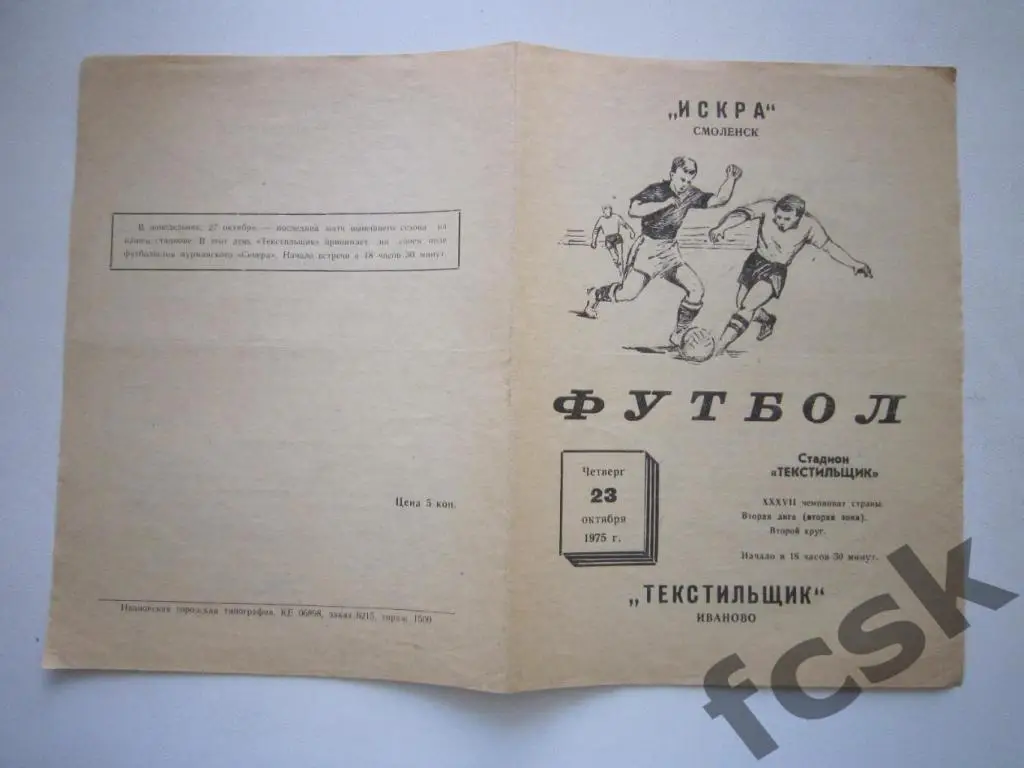 В понедельник, 27 октября, — последний матч нынешнего сезона на
нашем стадионе. В этот день «Текстильщик» принимает на своем поле
футболистов мурманского «Севера». Начало встречи в 18 часов 30 минут.
Цена 5 коп.
Ивановская городская типография. КЕ 06898, заказ 6215, тираж 1500
„ИСКРА"
СМОЛЕНСК
ФУТБОЛ
Четверг
23
октября
1975 г.
Стадион
«ТЕКСТИЛЬЩИК»
XXXVII чемпионат страны.
Вторая лига (вторая зона).
Второй круг.
Начало в 18 часов 30 минут.
„ТЕКСТИЛЬЩИК"
ИВАНОВО
fcsk